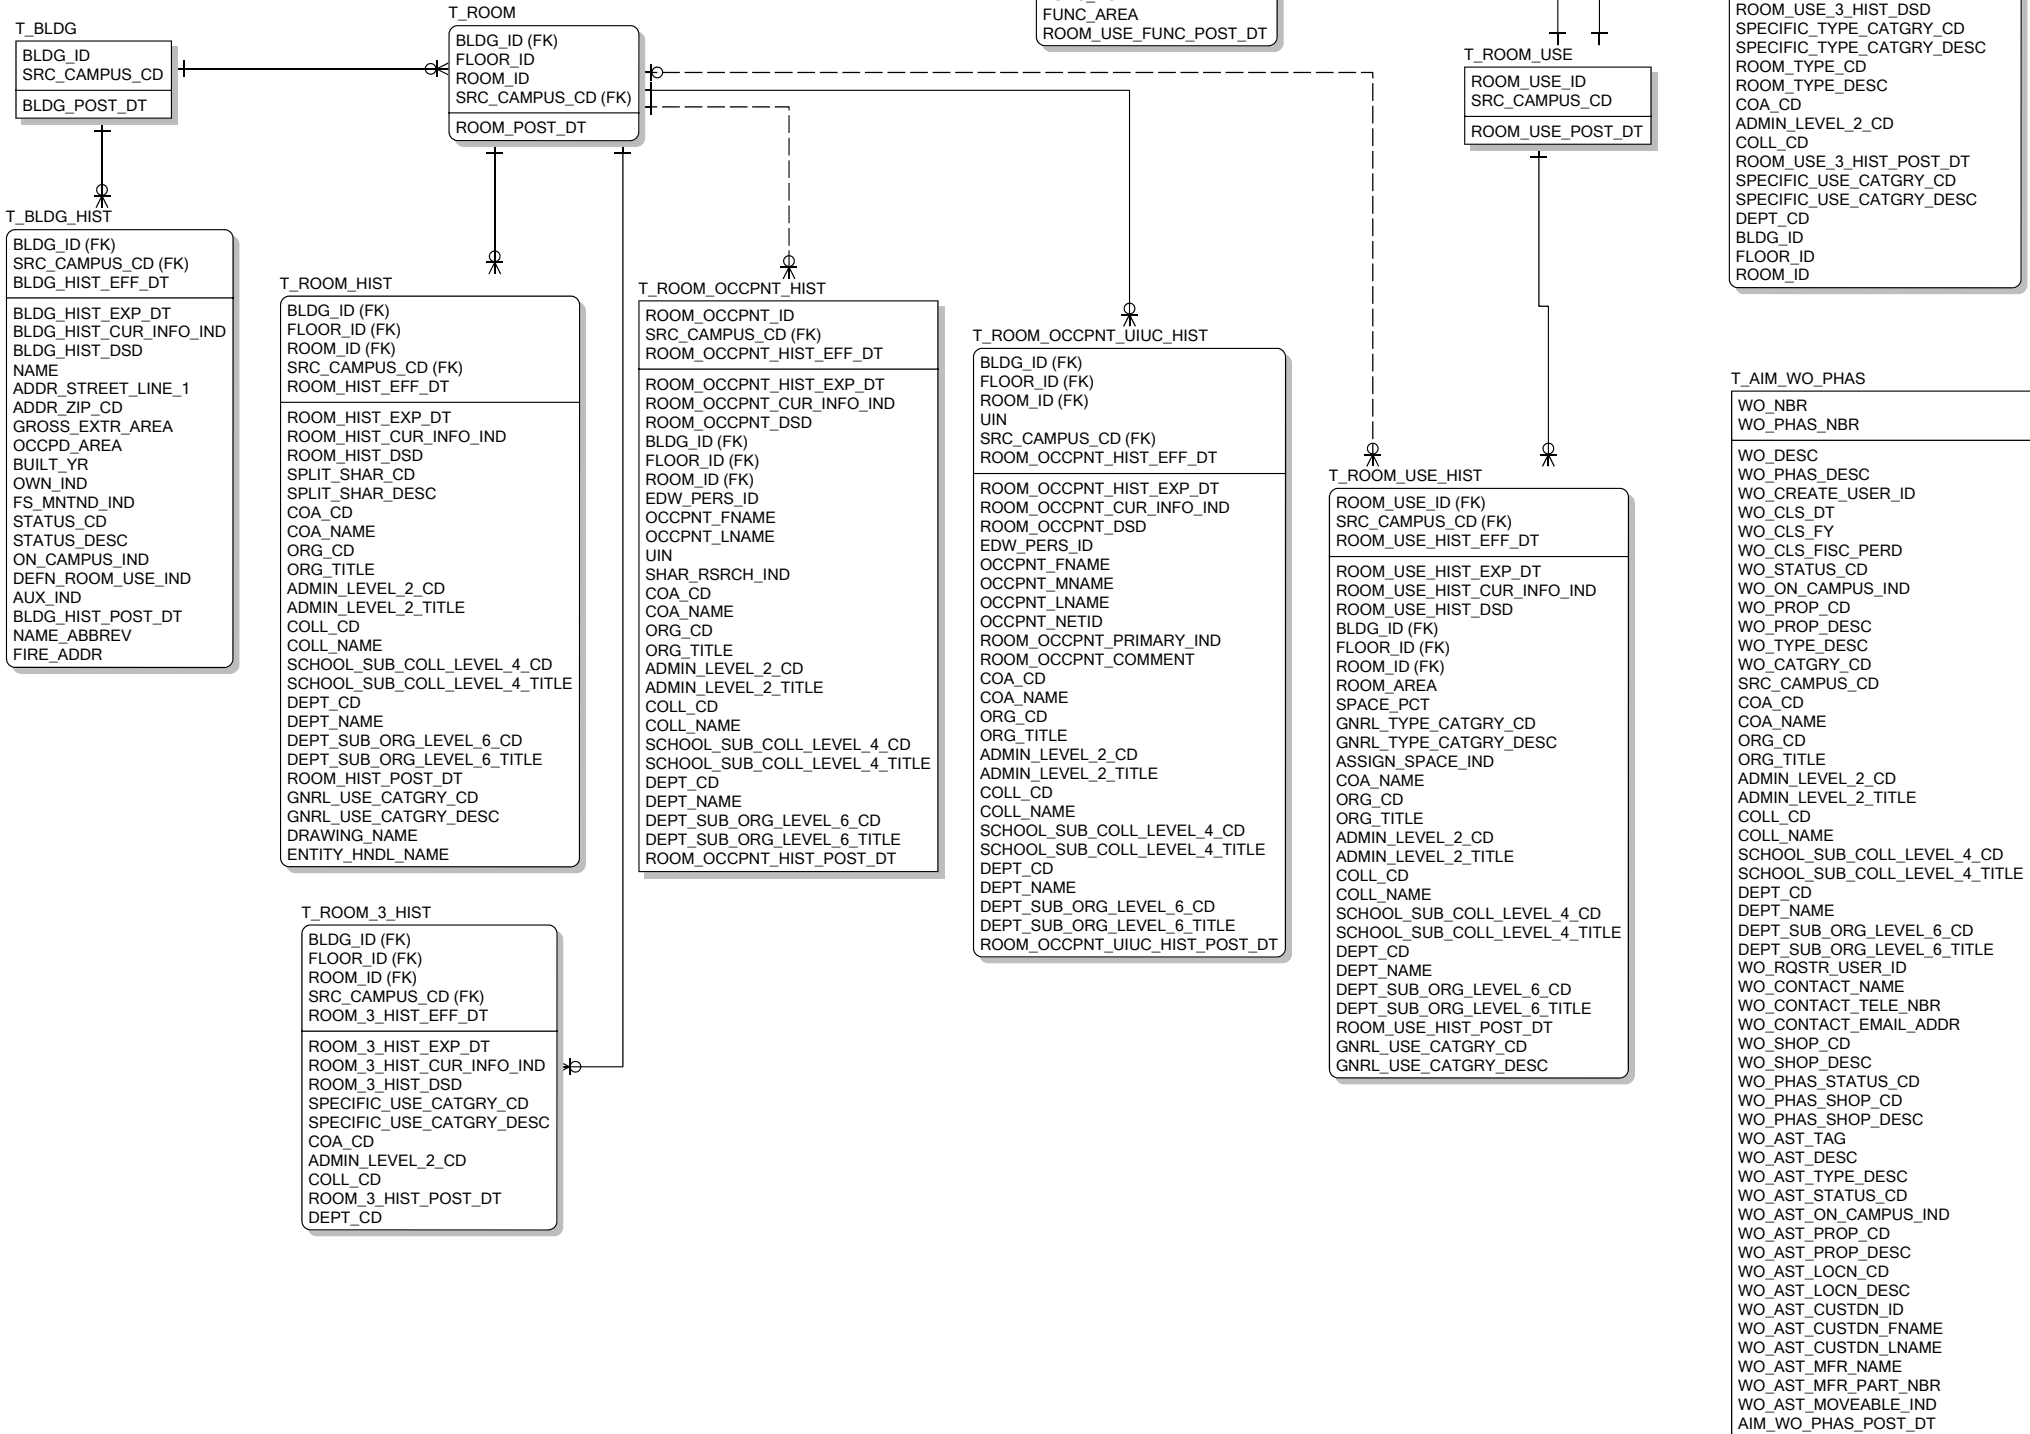 T_BLDG
BLDG_ID
SRC_CAMPUS_CD
BLDG_POST_DT
T_ROOM
BLDG_ID (FK)
FLOOR_ID
ROOM_ID
SRC_CAMPUS_CD (FK)
ROOM_POST_DT
FUNC_AREA
ROOM_USE_FUNC_POST_DT
T_ROOM_USE
ROOM_USE_ID
SRC_CAMPUS_CD
ROOM_USE_POST_DT
ROOM_USE_3_HIST_DSD
SPECIFIC_TYPE_CATGRY_CD
SPECIFIC_TYPE_CATGRY_DESC
ROOM_TYPE_CD
ROOM_TYPE_DESC
COA_CD
ADMIN_LEVEL_2_CD
COLL_CD
ROOM_USE_3_HIST_POST_DT
SPECIFIC_USE_CATGRY_CD
SPECIFIC_USE_CATGRY_DESC
DEPT_CD
BLDG_ID
FLOOR_ID
ROOM_ID
T_BLDG_HIST
BLDG_ID (FK)
SRC_CAMPUS_CD (FK)
BLDG_HIST_EFF_DT
BLDG_HIST_EXP_DT
BLDG_HIST_CUR_INFO_IND
BLDG_HIST_DSD
NAME
ADDR_STREET_LINE_1
ADDR_ZIP_CD
GROSS_EXTR_AREA
OCCPD_AREA
BUILT_YR
OWN_IND
FS_MNTND_IND
STATUS_CD
STATUS_DESC
ON_CAMPUS_IND
DEFN_ROOM_USE_IND
AUX_IND
BLDG_HIST_POST_DT
NAME_ABBREV
FIRE_ADDR
T_ROOM_HIST
BLDG_ID (FK)
FLOOR_ID (FK)
ROOM_ID (FK)
SRC_CAMPUS_CD (FK)
ROOM_HIST_EFF_DT
ROOM_HIST_EXP_DT
ROOM_HIST_CUR_INFO_IND
ROOM_HIST_DSD
SPLIT_SHAR_CD
SPLIT_SHAR_DESC
COA_CD
COA_NAME
ORG_CD
ORG_TITLE
ADMIN_LEVEL_2_CD
ADMIN_LEVEL_2_TITLE
COLL_CD
COLL_NAME
SCHOOL_SUB_COLL_LEVEL_4_CD
SCHOOL_SUB_COLL_LEVEL_4_TITLE
DEPT_CD
DEPT_NAME
DEPT_SUB_ORG_LEVEL_6_CD
DEPT_SUB_ORG_LEVEL_6_TITLE
ROOM_HIST_POST_DT
GNRL_USE_CATGRY_CD
GNRL_USE_CATGRY_DESC
DRAWING_NAME
ENTITY_HNDL_NAME
T_ROOM_3_HIST
BLDG_ID (FK)
FLOOR_ID (FK)
ROOM_ID (FK)
SRC_CAMPUS_CD (FK)
ROOM_3_HIST_EFF_DT
ROOM_3_HIST_EXP_DT
ROOM_3_HIST_CUR_INFO_IND
ROOM_3_HIST_DSD
SPECIFIC_USE_CATGRY_CD
SPECIFIC_USE_CATGRY_DESC
COA_CD
ADMIN_LEVEL_2_CD
COLL_CD
ROOM_3_HIST_POST_DT
DEPT_CD
T_ROOM_OCCPNT_HIST
ROOM_OCCPNT_ID
SRC_CAMPUS_CD (FK)
ROOM_OCCPNT_HIST_EFF_DT
ROOM_OCCPNT_HIST_EXP_DT
ROOM_OCCPNT_CUR_INFO_IND
ROOM_OCCPNT_DSD
BLDG_ID (FK)
FLOOR_ID (FK)
ROOM_ID (FK)
EDW_PERS_ID
OCCPNT_FNAME
OCCPNT_LNAME
UIN
SHAR_RSRCH_IND
COA_CD
COA_NAME
ORG_CD
ORG_TITLE
ADMIN_LEVEL_2_CD
ADMIN_LEVEL_2_TITLE
COLL_CD
COLL_NAME
SCHOOL_SUB_COLL_LEVEL_4_CD
SCHOOL_SUB_COLL_LEVEL_4_TITLE
DEPT_CD
DEPT_NAME
DEPT_SUB_ORG_LEVEL_6_CD
DEPT_SUB_ORG_LEVEL_6_TITLE
ROOM_OCCPNT_HIST_POST_DT
T_ROOM_OCCPNT_UIUC_HIST
BLDG_ID (FK)
FLOOR_ID (FK)
ROOM_ID (FK)
UIN
SRC_CAMPUS_CD (FK)
ROOM_OCCPNT_HIST_EFF_DT
ROOM_OCCPNT_HIST_EXP_DT
ROOM_OCCPNT_CUR_INFO_IND
ROOM_OCCPNT_DSD
EDW_PERS_ID
OCCPNT_FNAME
OCCPNT_MNAME
OCCPNT_LNAME
OCCPNT_NETID
ROOM_OCCPNT_PRIMARY_IND
ROOM_OCCPNT_COMMENT
COA_CD
COA_NAME
ORG_CD
ORG_TITLE
ADMIN_LEVEL_2_CD
ADMIN_LEVEL_2_TITLE
COLL_CD
COLL_NAME
SCHOOL_SUB_COLL_LEVEL_4_CD
SCHOOL_SUB_COLL_LEVEL_4_TITLE
DEPT_CD
DEPT_NAME
DEPT_SUB_ORG_LEVEL_6_CD
DEPT_SUB_ORG_LEVEL_6_TITLE
ROOM_OCCPNT_UIUC_HIST_POST_DT
T_ROOM_USE_HIST
ROOM_USE_ID (FK)
SRC_CAMPUS_CD (FK)
ROOM_USE_HIST_EFF_DT
ROOM_USE_HIST_EXP_DT
ROOM_USE_HIST_CUR_INFO_IND
ROOM_USE_HIST_DSD
BLDG_ID (FK)
FLOOR_ID (FK)
ROOM_ID (FK)
ROOM_AREA
SPACE_PCT
GNRL_TYPE_CATGRY_CD
GNRL_TYPE_CATGRY_DESC
ASSIGN_SPACE_IND
COA_NAME
ORG_CD
ORG_TITLE
ADMIN_LEVEL_2_CD
ADMIN_LEVEL_2_TITLE
COLL_CD
COLL_NAME
SCHOOL_SUB_COLL_LEVEL_4_CD
SCHOOL_SUB_COLL_LEVEL_4_TITLE
DEPT_CD
DEPT_NAME
DEPT_SUB_ORG_LEVEL_6_CD
DEPT_SUB_ORG_LEVEL_6_TITLE
ROOM_USE_HIST_POST_DT
GNRL_USE_CATGRY_CD
GNRL_USE_CATGRY_DESC
T_AIM_WO_PHAS
WO_NBR
WO_PHAS_NBR
WO_DESC
WO_PHAS_DESC
WO_CREATE_USER_ID
WO_CLS_DT
WO_CLS_FY
WO_CLS_FISC_PERD
WO_STATUS_CD
WO_ON_CAMPUS_IND
WO_PROP_CD
WO_PROP_DESC
WO_TYPE_DESC
WO_CATGRY_CD
SRC_CAMPUS_CD
COA_CD
COA_NAME
ORG_CD
ORG_TITLE
ADMIN_LEVEL_2_CD
ADMIN_LEVEL_2_TITLE
COLL_CD
COLL_NAME
SCHOOL_SUB_COLL_LEVEL_4_CD
SCHOOL_SUB_COLL_LEVEL_4_TITLE
DEPT_CD
DEPT_NAME
DEPT_SUB_ORG_LEVEL_6_CD
DEPT_SUB_ORG_LEVEL_6_TITLE
WO_RQSTR_USER_ID
WO_CONTACT_NAME
WO_CONTACT_TELE_NBR
WO_CONTACT_EMAIL_ADDR
WO_SHOP_CD
WO_SHOP_DESC
WO_PHAS_STATUS_CD
WO_PHAS_SHOP_CD
WO_PHAS_SHOP_DESC
WO_AST_TAG
WO_AST_DESC
WO_AST_TYPE_DESC
WO_AST_STATUS_CD
WO_AST_ON_CAMPUS_IND
WO_AST_PROP_CD
WO_AST_PROP_DESC
WO_AST_LOCN_CD
WO_AST_LOCN_DESC
WO_AST_CUSTDN_ID
WO_AST_CUSTDN_FNAME
WO_AST_CUSTDN_LNAME
WO_AST_MFR_NAME
WO_AST_MFR_PART_NBR
WO_AST_MOVEABLE_IND
AIM_WO_PHAS_POST_DT